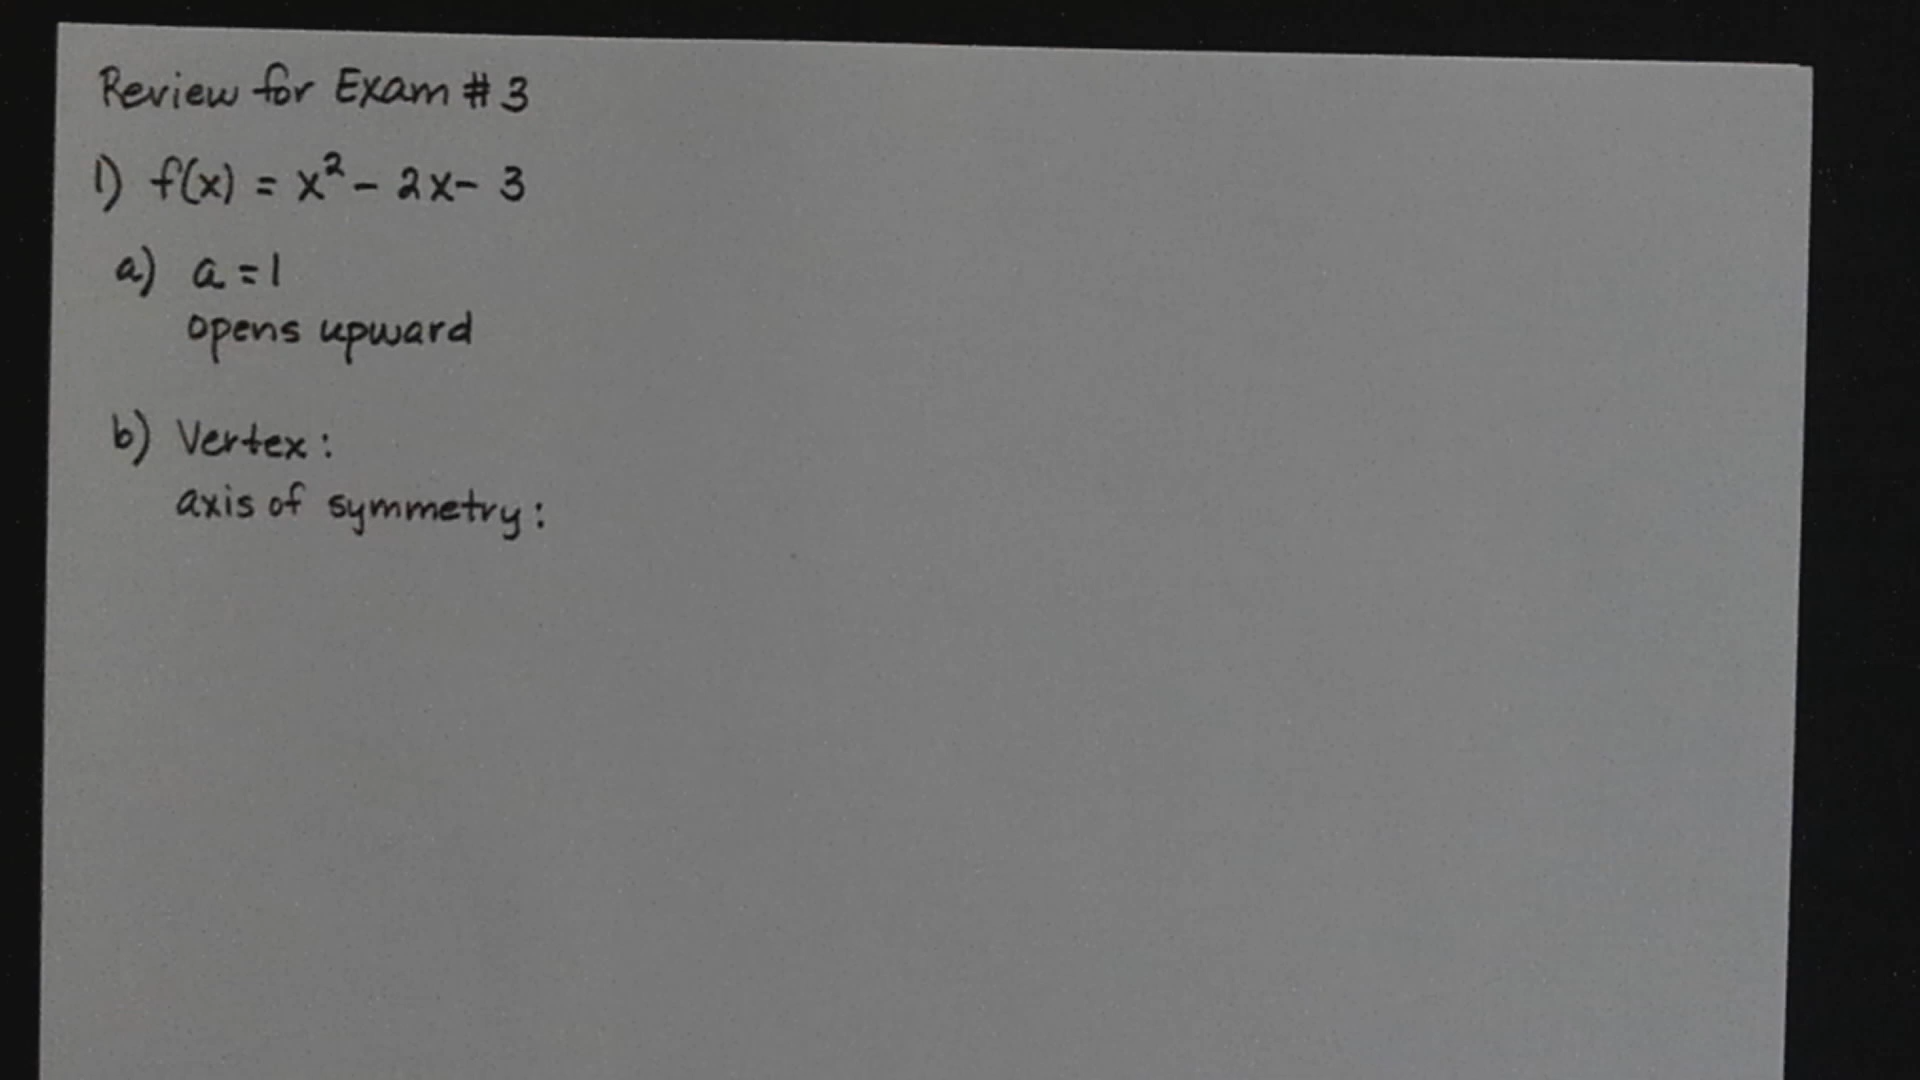 Review for Exam # 3
1) f(x) = x² - 2x - 3
a) a = 1
opens upward
b) Vertex:
axis of symmetry: